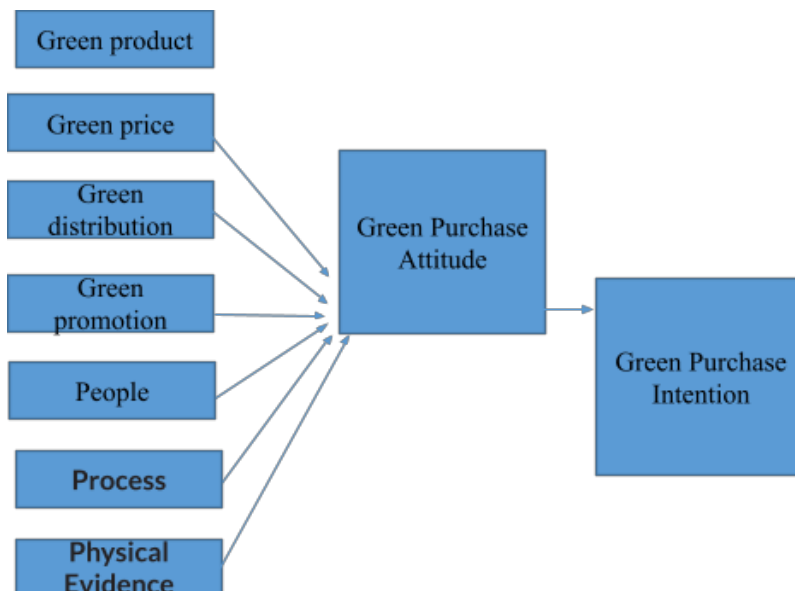 Green product
Green price
Green
distribution
Green
promotion
People
Process
Physical
Evidence
Green Purchase
Attitude
Green Purchase
Intention